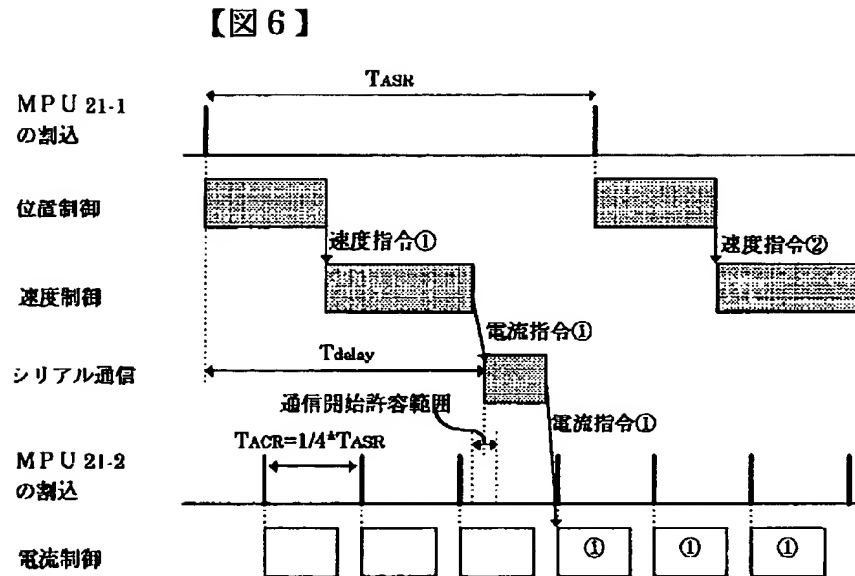 【図6】
TASR
MPU 21-1
の割込
位置制御
速度指令①
速度指令②
速度制御
電流指令①
Tdelay
シリアル通信
通信開始許容範囲
電流指令①
TACR=1/4*TASR
MPU 21-2
の割込
電流制御
① ① ①